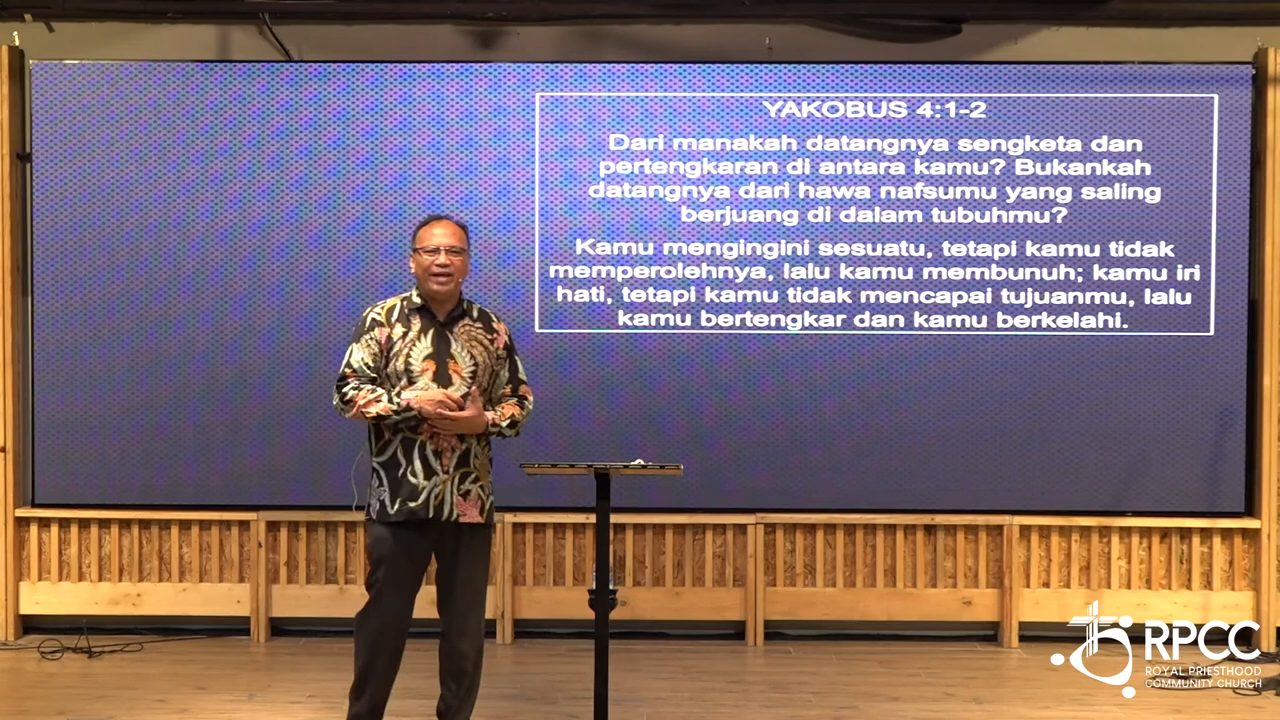 YAKOBUS 4:1-2
Dari manakah datangnya sengketa dan
pertengkaran di antara kamu? Bukankah
datangnya dari hawa nafsumu yang saling
berjuang di dalam tubuhmu?
Kamu mengingini sesuatu, tetapi kamu tidak
memperolehnya, lalu kamu membunuh; kamu iri
hati, tetapi kamu tidak mencapai tujuanmu, lalu
kamu bertengkar dan kamu berkelahi.
RPCC
ROYAL PRIESTHOOD
COMMUNITY CHURCH